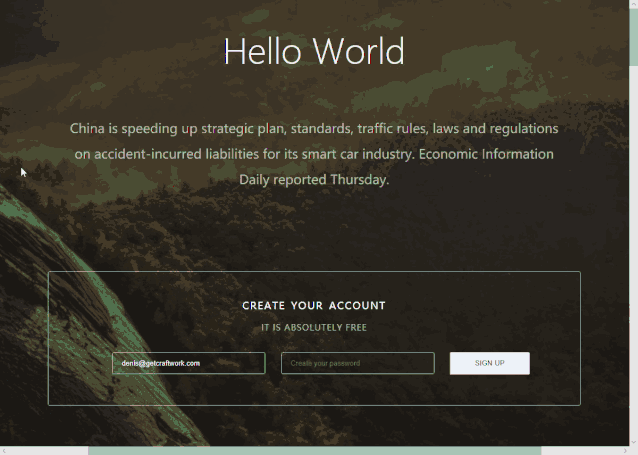 Hello World
China is speeding up strategic plan, standards, traffic rules, laws and regulations
on accident-incurred liabilities for its smart car industry. Economic Information
Daily reported Thursday.
CREATE YOUR ACCOUNT
IT IS ABSOLUTELY FREE
denis@getcraftwork.com
Create your password
SIGN UP